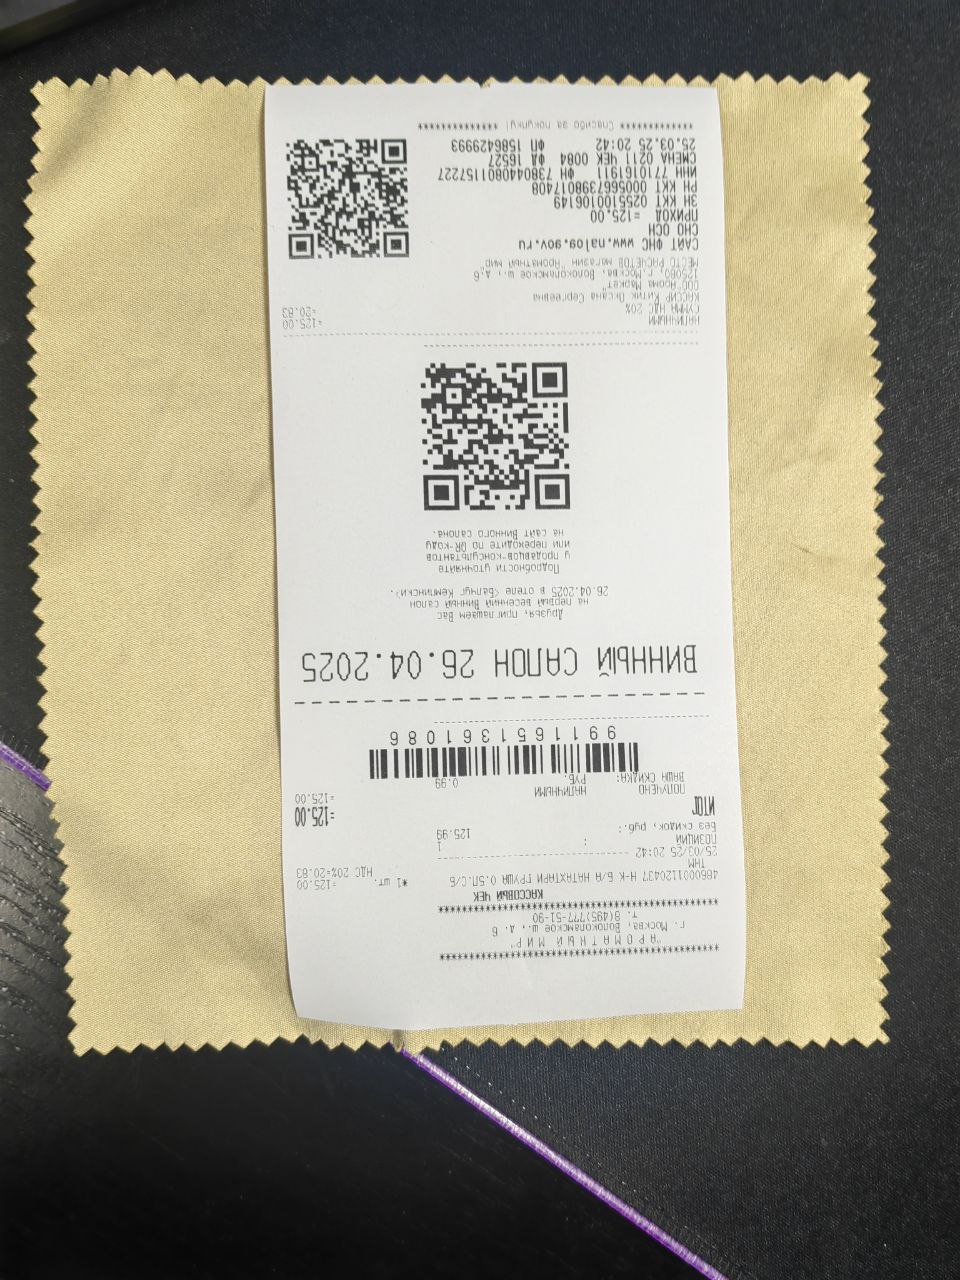 ************************************
"АРОМАТНЫЙ МИР"
г. Москва, Волоколамское ш., д. 6
т. 8(495)777-51-90
************************************
КАССОВЫЙ ЧЕК
4860001120437 Н-К Б/А НАТАХТАРИ ГРУША 0.5Л.С/Б
*1 шт. =125.00
НДС 20%=20.83
ТНМ
25/03/25 20:42
ПОЗИЦИЙ : 1
Без скидок, руб.: 125.99
ИТОГ =125.00
ПОЛУЧЕНО НАЛИЧНЫМИ =125.00
ВАША СКИДКА: РУБ. 0.99
991165136108 6
ВИННЫЙ САЛОН 26.04.2025
Друзья, приглашаем Вас
на первый весенний Винный салон
26.04.2025 в отеле <Балчуг Кемпински>.
Подробности уточняйте
у продавцов-консультантов
или переходите по QR-коду
на сайт Винного салона.
НАЛИЧНЫМИ =125.00
СУММА НДС 20% =20.83
КАССИР Китик Оксана Сергеевна
ООО"Арома Маркет"
125080, г.Москва, Волоколамское ш., д.6
МЕСТО РАСЧЕТОВ магазин "Ароматный мир"
САЙТ ФНС www.nalog.gov.ru
СНО ОСН
ПРИХОД =125.00
ЗН ККТ 0255100106149
РН ККТ 0005667398017408
ИНН 7710161911 ФН 7380440801157227
СМЕНА 0211 ЧЕК 0084 ФД 16527
25.03.25 20:42 ФП 1586429993
************** Спасибо за покупку! ****************